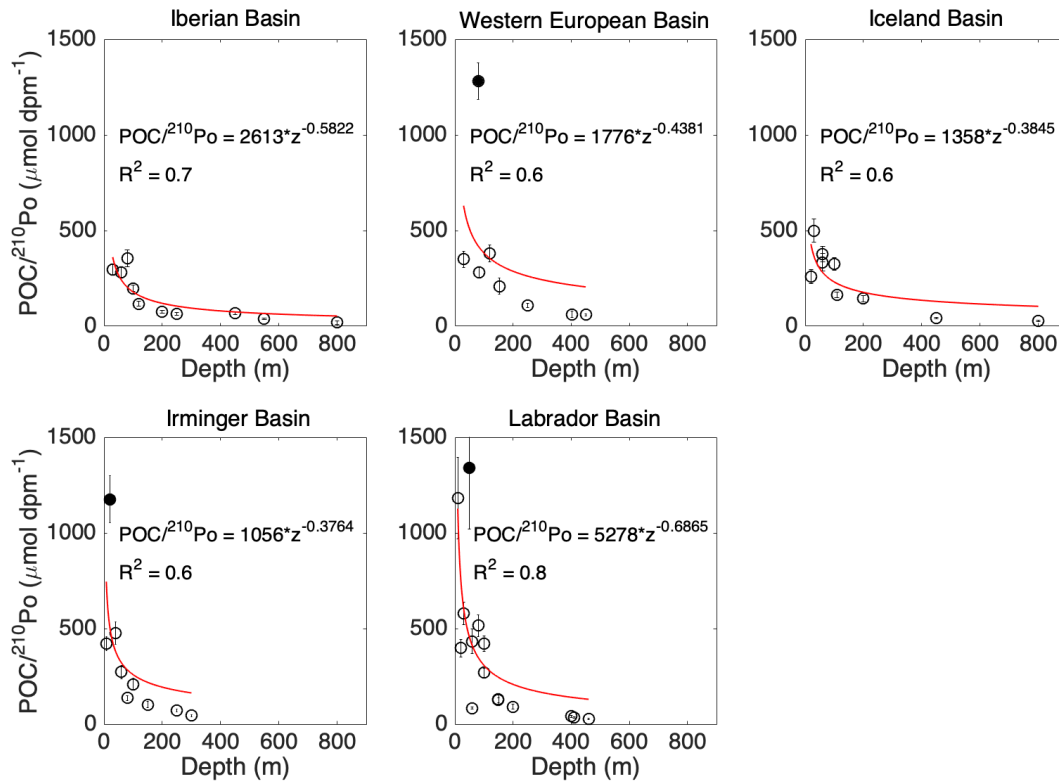 Iberian Basin
POC/²¹⁰Po (μmol dpm⁻¹)
1500
1000
500
0
POC/²¹⁰Po = 2613*z⁻⁰·⁵⁸²²
R² = 0.7
0 200 400 600 800
Depth (m)
Western European Basin
1500
1000
500
0
POC/²¹⁰Po = 1776*z⁻⁰·⁴³⁸¹
R² = 0.6
0 200 400 600 800
Depth (m)
Iceland Basin
1500
1000
500
0
POC/²¹⁰Po = 1358*z⁻⁰·³⁸⁴⁵
R² = 0.6
0 200 400 600 800
Depth (m)
Irminger Basin
POC/²¹⁰Po (μmol dpm⁻¹)
1500
1000
500
0
POC/²¹⁰Po = 1056*z⁻⁰·³⁷⁶⁴
R² = 0.6
0 200 400 600 800
Depth (m)
Labrador Basin
1500
1000
500
0
POC/²¹⁰Po = 5278*z⁻⁰·⁶⁸⁶⁵
R² = 0.8
0 200 400 600 800
Depth (m)